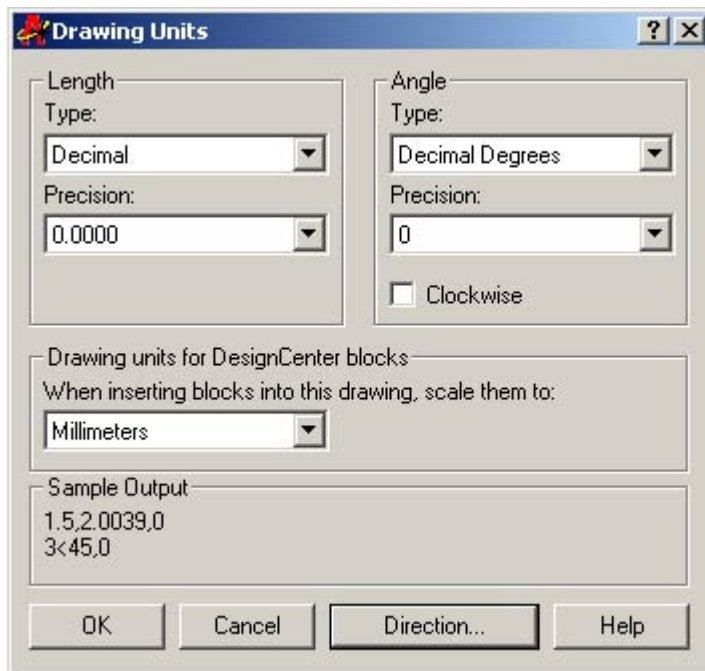 Drawing Units
Length
Type:
Decimal
Precision:
0.0000
Angle
Type:
Decimal Degrees
Precision:
0
Clockwise
Drawing units for DesignCenter blocks
When inserting blocks into this drawing, scale them to:
Millimeters
Sample Output
1.5,2.0039,0
3<45,0
OK
Cancel
Direction...
Help